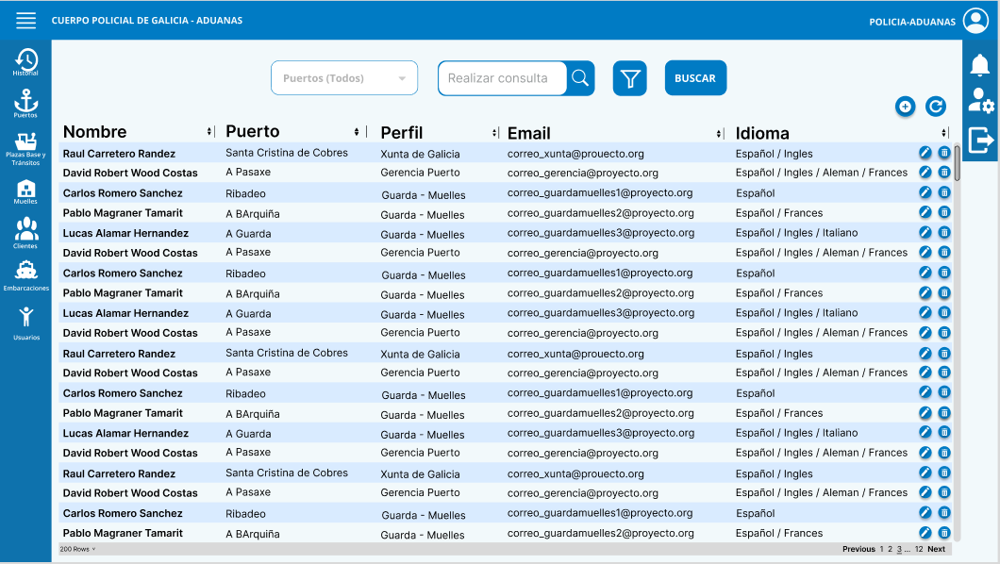 CUERPO POLICIAL DE GALICIA - ADUANAS
POLICIA-ADUANAS
Historial
Puertos
Plazas Base y
Tránsitos
Muelles
Clientes
Embarcaciones
Usuarios
Puertos (Todos) Realizar consulta BUSCAR
Nombre Puerto Perfil Email Idioma
Raul Carretero Randez Santa Cristina de Cobres Xunta de Galicia correo_xunta@prouecto.org Español / Ingles
David Robert Wood Costas A Pasaxe Gerencia Puerto correo_gerencia@proyecto.org Español / Ingles / Aleman / Frances
Carlos Romero Sanchez Ribadeo Guarda - Muelles correo_guardamuelles1@proyecto.org Español
Pablo Magraner Tamarit A BArquiña Guarda - Muelles correo_guardamuelles2@proyecto.org Español / Frances
Lucas Alamar Hernandez A Guarda Guarda - Muelles correo_guardamuelles3@proyecto.org Español / Ingles / Italiano
David Robert Wood Costas A Pasaxe Gerencia Puerto correo_gerencia@proyecto.org Español / Ingles / Aleman / Frances
Carlos Romero Sanchez Ribadeo Guarda - Muelles correo_guardamuelles1@proyecto.org Español
Pablo Magraner Tamarit A BArquiña Guarda - Muelles correo_guardamuelles2@proyecto.org Español / Frances
Lucas Alamar Hernandez A Guarda Guarda - Muelles correo_guardamuelles3@proyecto.org Español / Ingles / Italiano
David Robert Wood Costas A Pasaxe Gerencia Puerto correo_gerencia@proyecto.org Español / Ingles / Aleman / Frances
Raul Carretero Randez Santa Cristina de Cobres Xunta de Galicia correo_xunta@prouecto.org Español / Ingles
David Robert Wood Costas A Pasaxe Gerencia Puerto correo_gerencia@proyecto.org Español / Ingles / Aleman / Frances
Carlos Romero Sanchez Ribadeo Guarda - Muelles correo_guardamuelles1@proyecto.org Español
Pablo Magraner Tamarit A BArquiña Guarda - Muelles correo_guardamuelles2@proyecto.org Español / Frances
Lucas Alamar Hernandez A Guarda Guarda - Muelles correo_guardamuelles3@proyecto.org Español / Ingles / Italiano
David Robert Wood Costas A Pasaxe Gerencia Puerto correo_gerencia@proyecto.org Español / Ingles / Aleman / Frances
Raul Carretero Randez Santa Cristina de Cobres Xunta de Galicia correo_xunta@prouecto.org Español / Ingles
David Robert Wood Costas A Pasaxe Gerencia Puerto correo_gerencia@proyecto.org Español / Ingles / Aleman / Frances
Carlos Romero Sanchez Ribadeo Guarda - Muelles correo_guardamuelles1@proyecto.org Español
Pablo Magraner Tamarit A BArquiña Guarda - Muelles correo_guardamuelles2@proyecto.org Español / Frances
200 Rows Previous 1 2 3 ... 12 Next